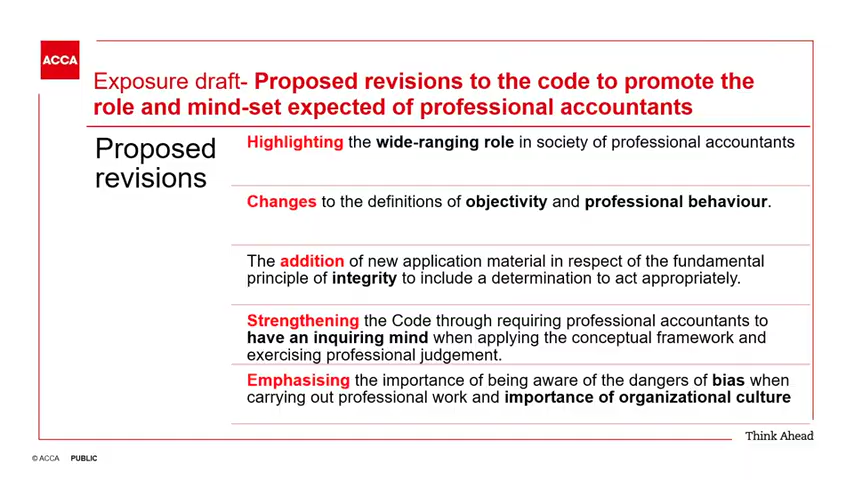 ACCA
Exposure draft- Proposed revisions to the code to promote the
role and mind-set expected of professional accountants
Proposed
revisions
Highlighting the wide-ranging role in society of professional accountants
Changes to the definitions of objectivity and professional behaviour.
The addition of new application material in respect of the fundamental
principle of integrity to include a determination to act appropriately.
Strengthening the Code through requiring professional accountants to
have an inquiring mind when applying the conceptual framework and
exercising professional judgement.
Emphasising the importance of being aware of the dangers of bias when
carrying out professional work and importance of organizational culture
Think Ahead
© ACCA PUBLIC